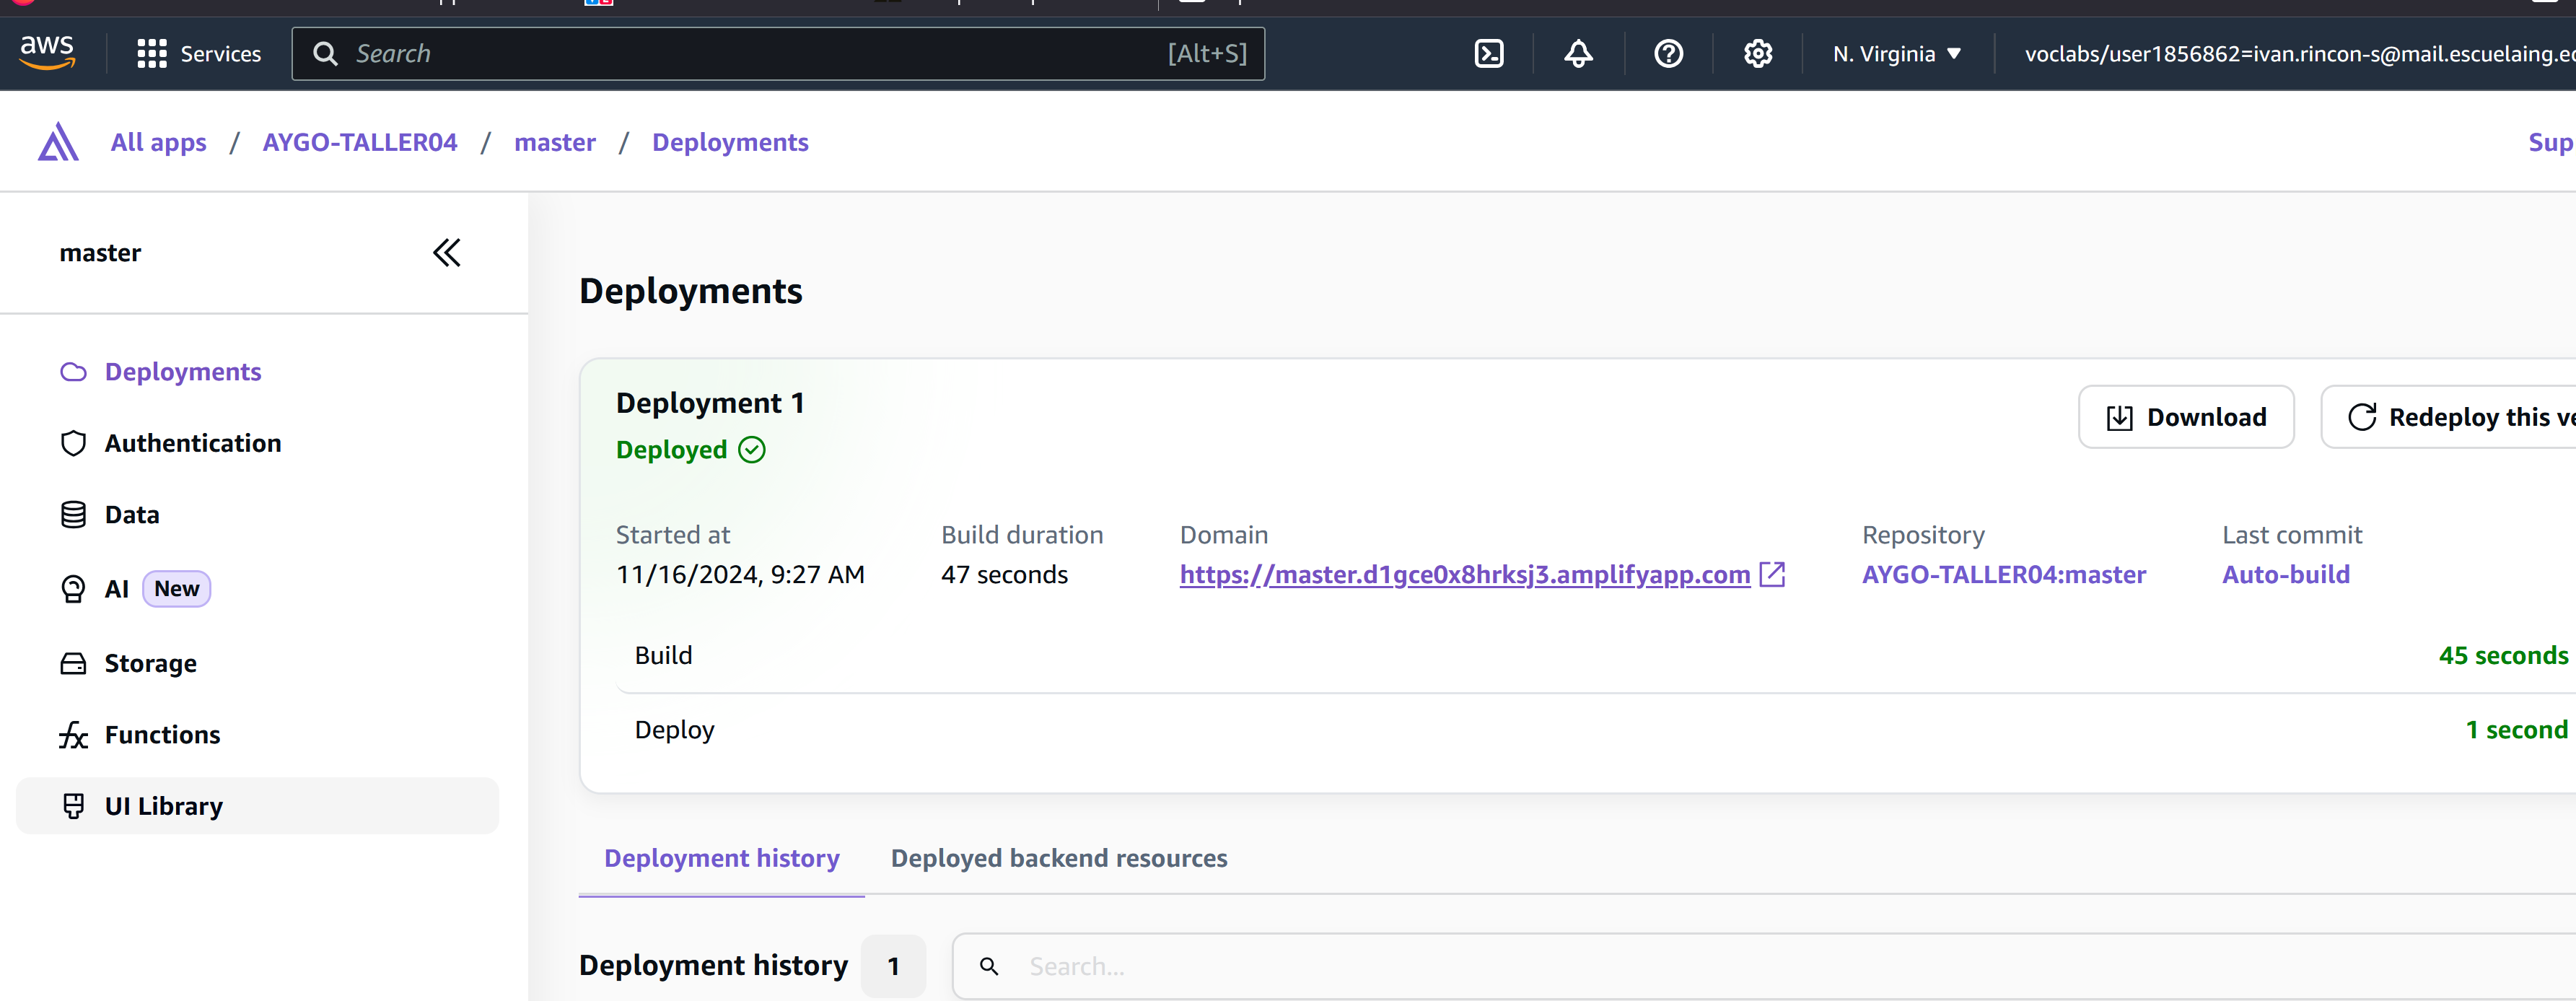 aws Services Search [Alt+S] N. Virginia voclabs/user1856862=ivan.rincon-s@mail.escuelaing.e
All apps / AYGO-TALLER04 / master / Deployments Sup
master
Deployments
Authentication
Data
AI New
Storage
Functions
UI Library
Deployments
Deployment 1
Deployed
Download Redeploy this ve
Started at Build duration Domain Repository Last commit
11/16/2024, 9:27 AM 47 seconds https://master.d1gce0x8hrksj3.amplifyapp.com AYGO-TALLER04:master Auto-build
Build 45 seconds
Deploy 1 second
Deployment history Deployed backend resources
Deployment history 1 Search...